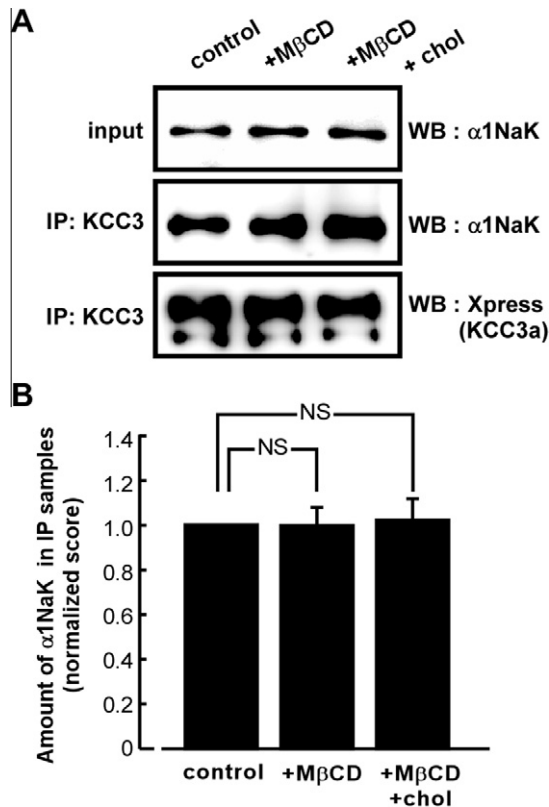 A
control
+MβCD
+MβCD
+ chol
input
WB : α1NaK
IP: KCC3
WB : α1NaK
IP: KCC3
WB : Xpress
(KCC3a)
B
NS
NS
Amount of α1NaK in IP samples
(normalized score)
1.4
1.2
1.0
0.8
0.6
0.4
0.2
0
control
+MβCD
+MβCD
+chol